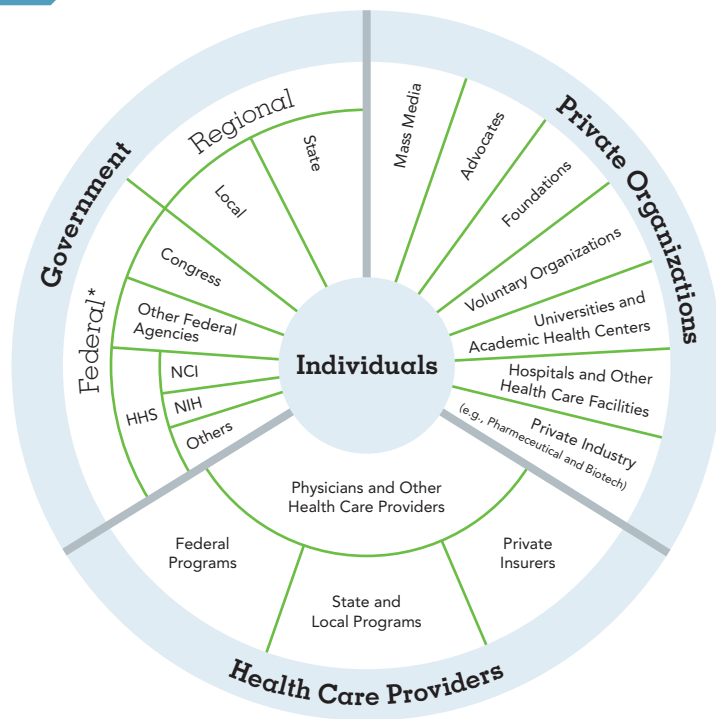 Government
Regional
State
Local
Federal*
Congress
Other Federal
Agencies
HHS
NCI
NIH
Others
Private Organizations
Mass Media
Advocates
Foundations
Voluntary Organizations
Universities and
Academic Health Centers
Hospitals and Other
Health Care Facilities
Private Industry
(e.g., Pharmeceutical and Biotech)
Individuals
Physicians and Other
Health Care Providers
Federal
Programs
State and
Local Programs
Private
Insurers
Health Care Providers